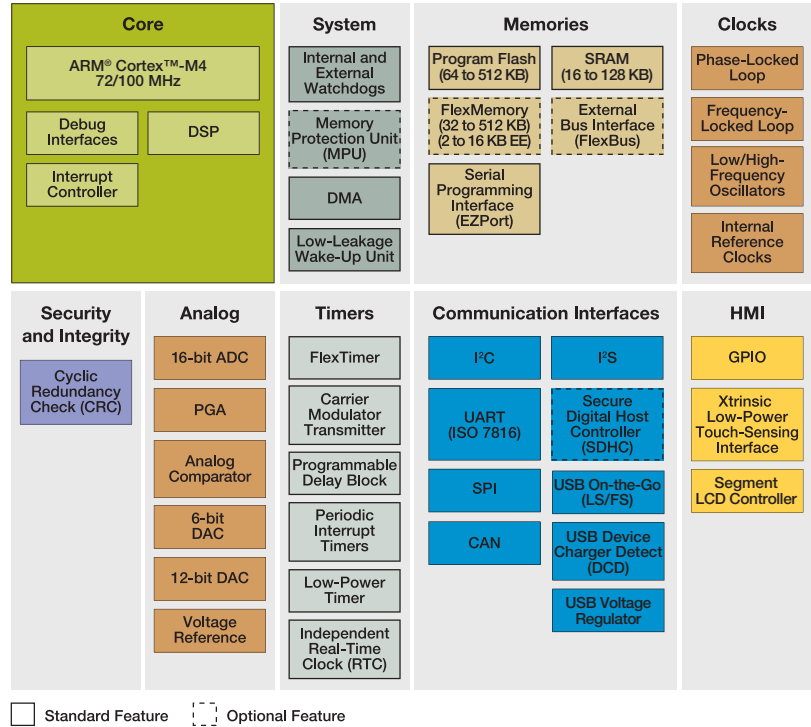 Core
ARM® Cortex™-M4
72/100 MHz
Debug
Interfaces
DSP
Interrupt
Controller
System
Internal and
External
Watchdogs
Memory
Protection Unit
(MPU)
DMA
Low-Leakage
Wake-Up Unit
Memories
Program Flash
(64 to 512 KB)
SRAM
(16 to 128 KB)
FlexMemory
(32 to 512 KB)
(2 to 16 KB EE)
External
Bus Interface
(FlexBus)
Serial
Programming
Interface
(EZPort)
Clocks
Phase-Locked
Loop
Frequency-
Locked Loop
Low/High-
Frequency
Oscillators
Internal
Reference
Clocks
Security
and Integrity
Cyclic
Redundancy
Check (CRC)
Analog
16-bit ADC
PGA
Analog
Comparator
6-bit
DAC
12-bit DAC
Voltage
Reference
Timers
FlexTimer
Carrier
Modulator
Transmitter
Programmable
Delay Block
Periodic
Interrupt
Timers
Low-Power
Timer
Independent
Real-Time
Clock (RTC)
Communication Interfaces
I²C
I²S
UART
(ISO 7816)
Secure
Digital Host
Controller
(SDHC)
SPI
USB On-the-Go
(LS/FS)
CAN
USB Device
Charger Detect
(DCD)
USB Voltage
Regulator
HMI
GPIO
Xtrinsic
Low-Power
Touch-Sensing
Interface
Segment
LCD Controller
Standard Feature
Optional Feature